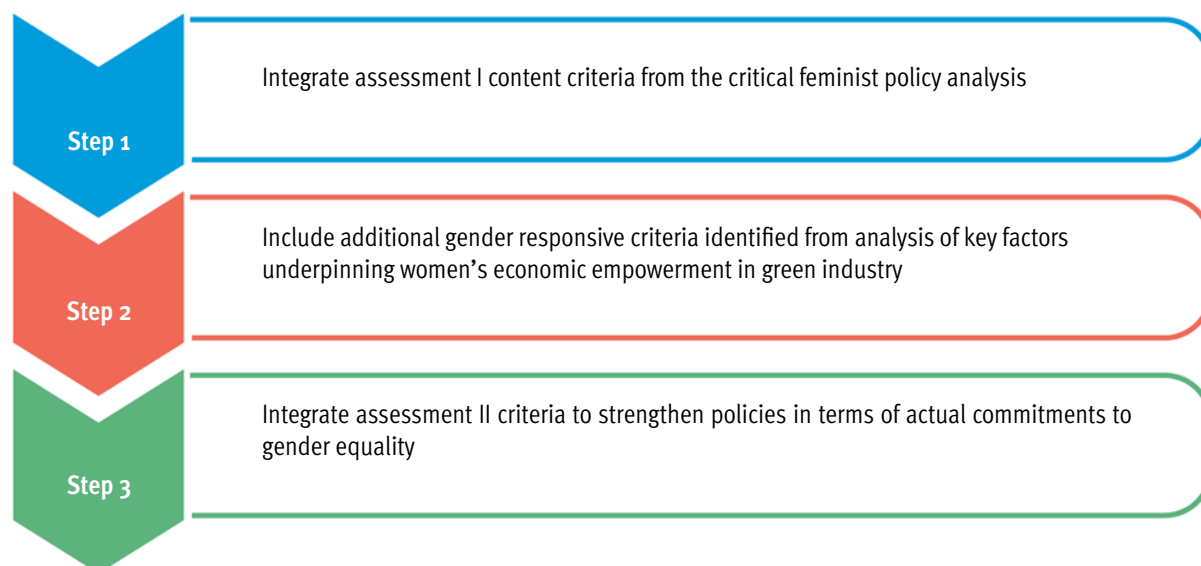 Step 1
Integrate assessment I content criteria from the critical feminist policy analysis
Step 2
Include additional gender responsive criteria identified from analysis of key factors
underpinning women’s economic empowerment in green industry
Step 3
Integrate assessment II criteria to strengthen policies in terms of actual commitments to
gender equality